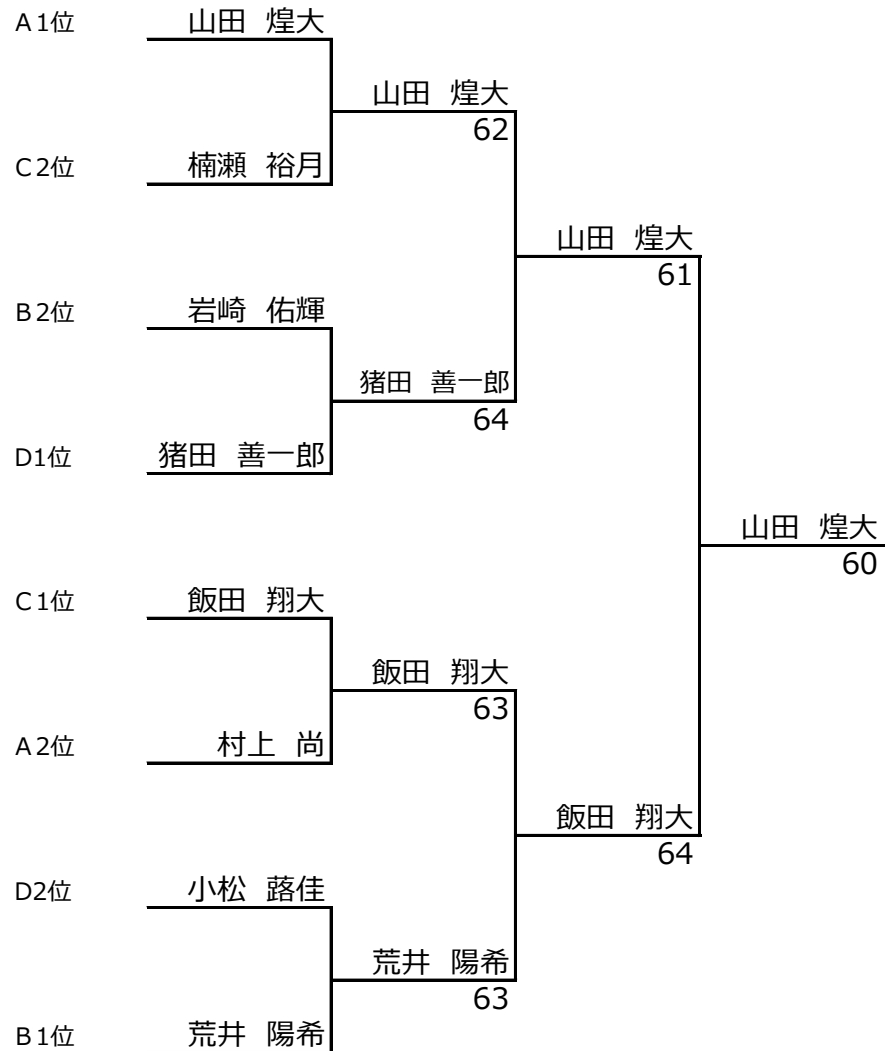 A1位 山田 煌大
山田 煌大
62
C2位 楠瀬 裕月
山田 煌大
61
B2位 岩崎 佑輝
猪田 善一郎
64
D1位 猪田 善一郎
山田 煌大
60
C1位 飯田 翔大
飯田 翔大
63
A2位 村上 尚
飯田 翔大
64
D2位 小松 蕗佳
荒井 陽希
63
B1位 荒井 陽希